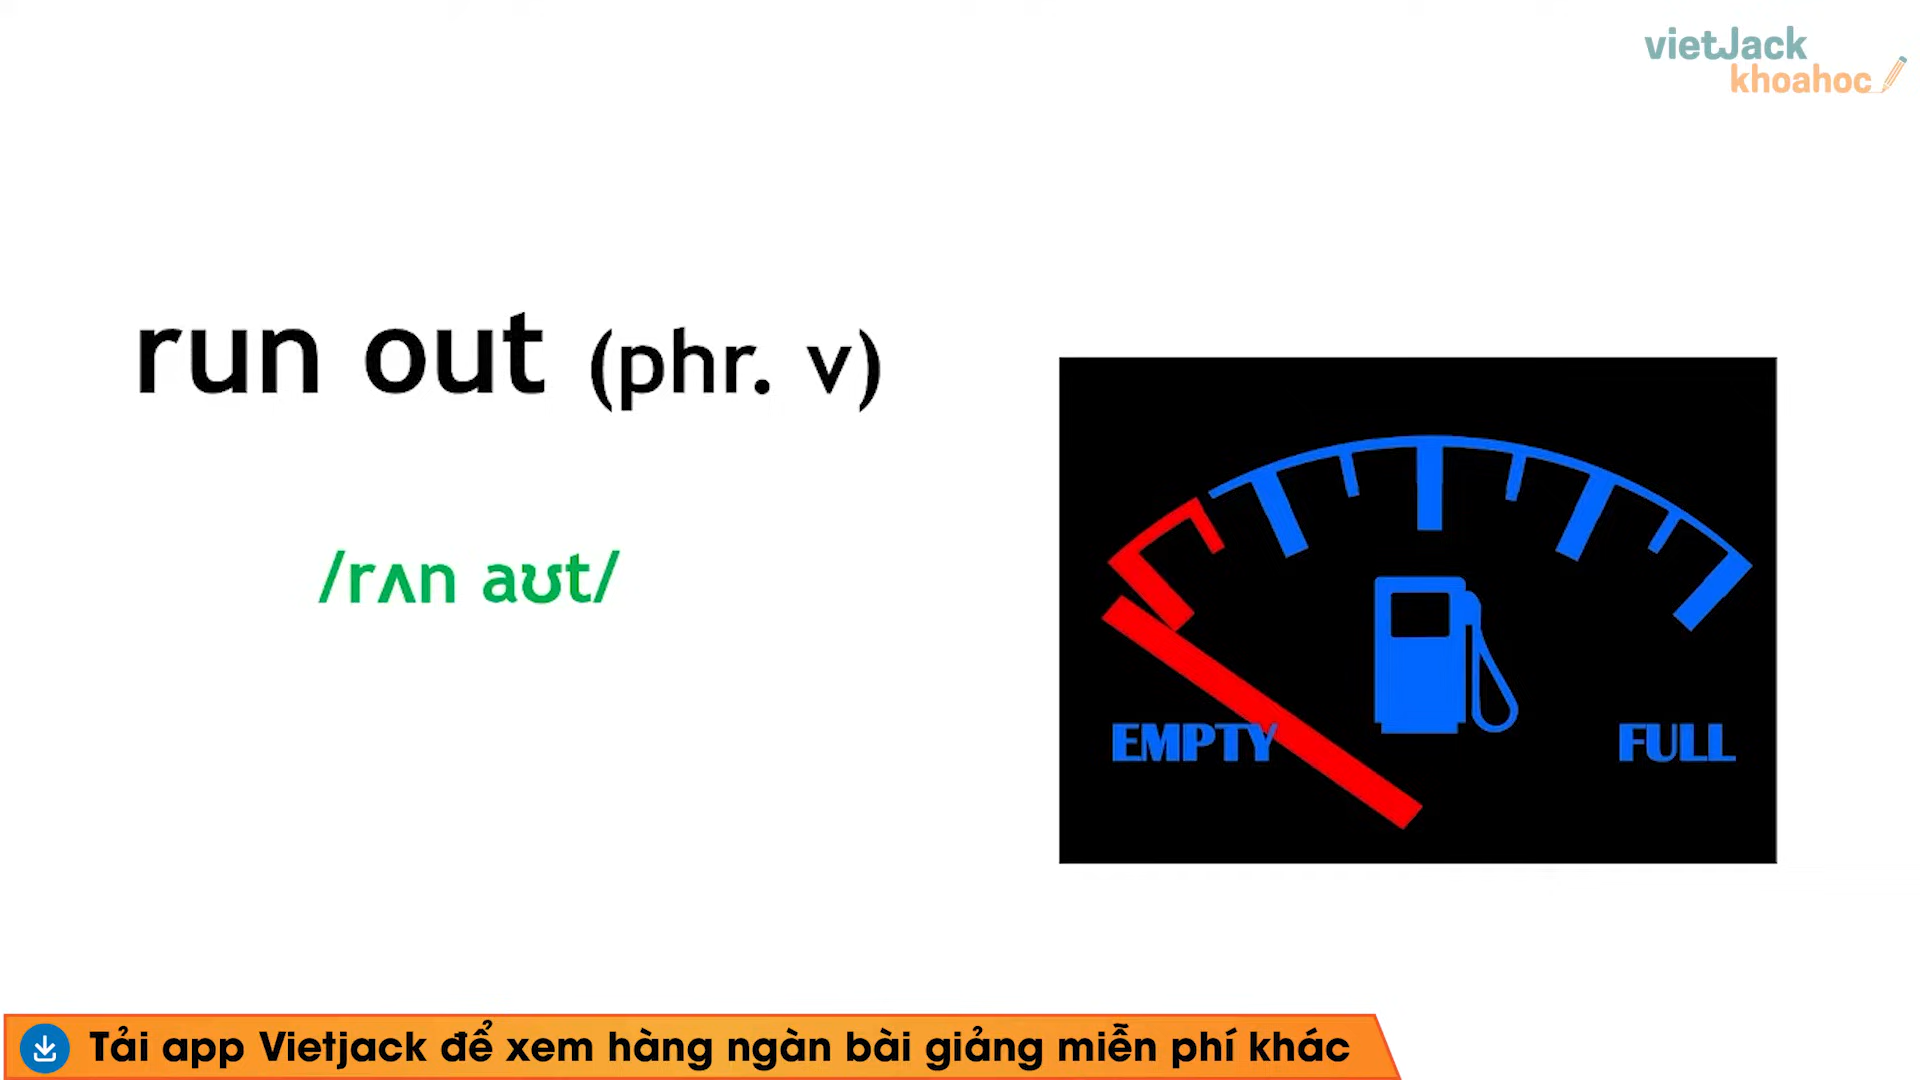 vietJack
khoahoc
run out (phr. v)
/rʌn aʊt/
EMPTY
FULL
Tải app Vietjack để xem hàng ngàn bài giảng miễn phí khác